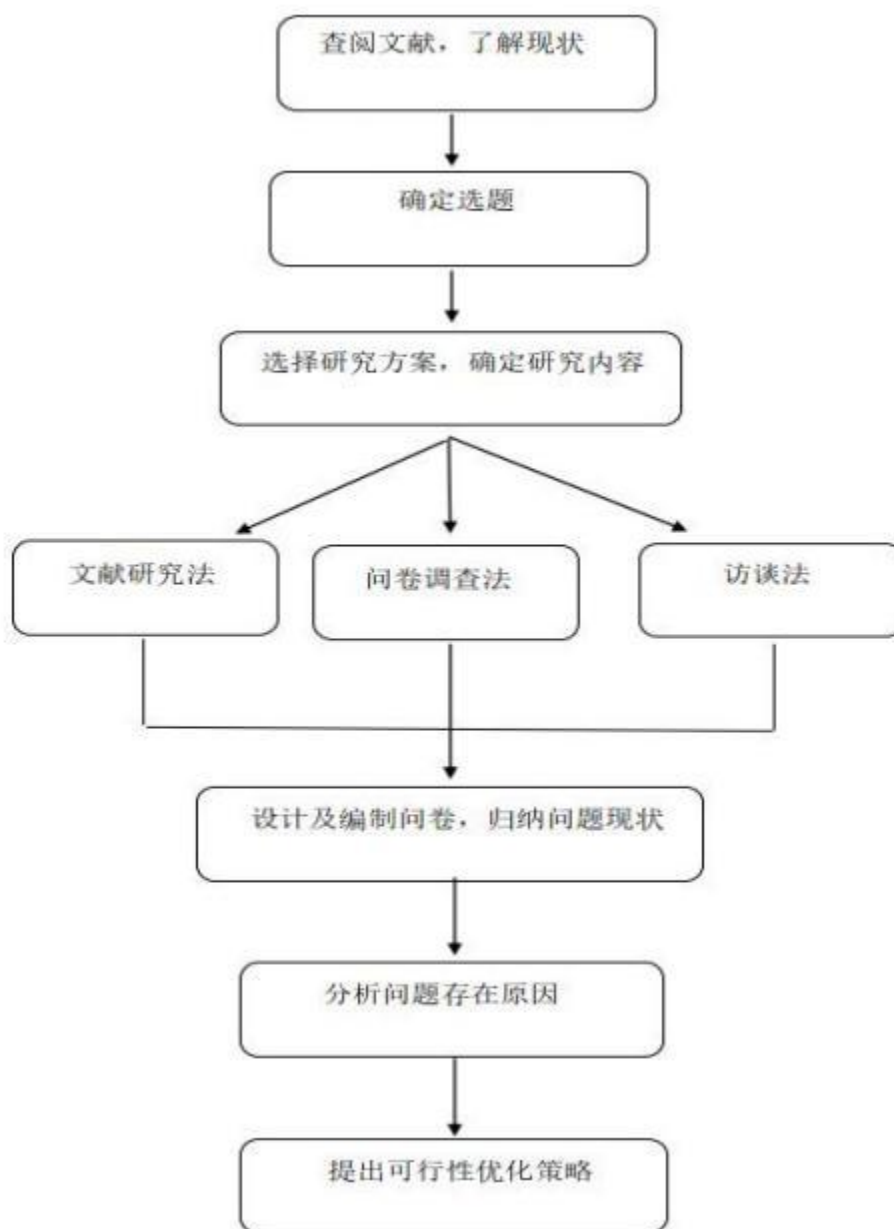 查阅文献，了解现状
确定选题
选择研究方案，确定研究内容
文献研究法
问卷调查法
访谈法
设计及编制问卷，归纳问题现状
分析问题存在原因
提出可行性优化策略